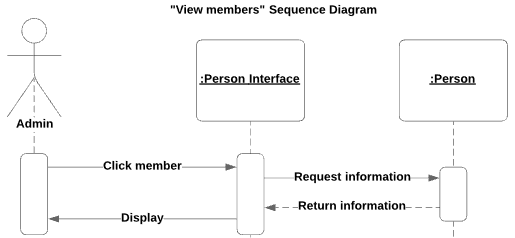 "View members" Sequence Diagram
:Person Interface
:Person
Admin
Click member
Request information
Return information
Display